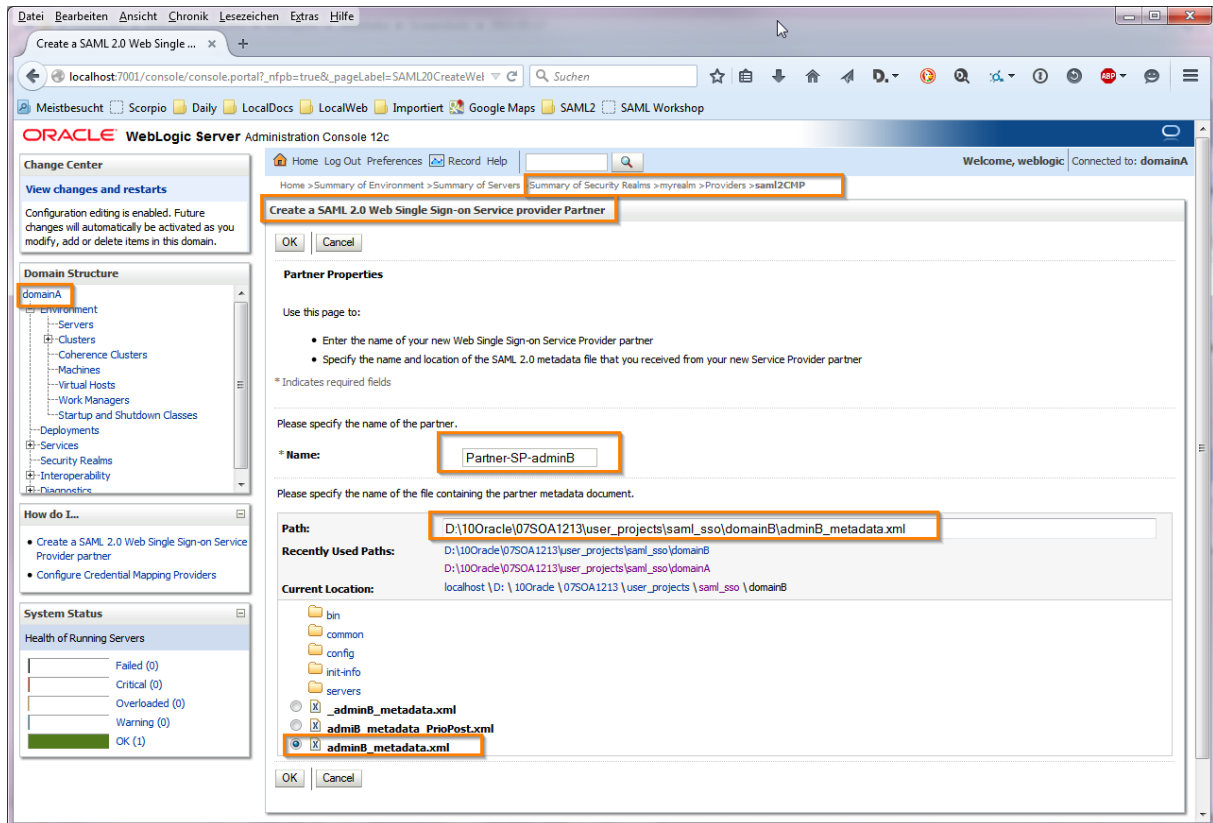 Datei Bearbeiten Ansicht Chronik Lesezeichen Extras Hilfe
Create a SAML 2.0 Web Single ... × +
localhost:7001/console/console.portal?_nfpb=true&_pageLabel=SAML20CreateWel
Suchen
Meistbesucht Scorpio Daily LocalDocs LocalWeb Importiert Google Maps SAML2 SAML Workshop
ORACLE WebLogic Server Administration Console 12c
Change Center
View changes and restarts
Configuration editing is enabled. Future
changes will automatically be activated as you
modify, add or delete items in this domain.
Domain Structure
domainA
Environment
Servers
Clusters
Coherence Clusters
Machines
Virtual Hosts
Work Managers
Startup and Shutdown Classes
Deployments
Services
Security Realms
Interoperability
Diagnostics
How do I...
Create a SAML 2.0 Web Single Sign-on Service
Provider partner
Configure Credential Mapping Providers
System Status
Health of Running Servers
Failed (0)
Critical (0)
Overloaded (0)
Warning (0)
OK (1)
Home Log Out Preferences Record Help
Welcome, weblogic Connected to: domainA
Home >Summary of Environment >Summary of Servers >Summary of Security Realms >myrealm >Providers >saml2CMP
Create a SAML 2.0 Web Single Sign-on Service provider Partner
OK Cancel
Partner Properties
Use this page to:
Enter the name of your new Web Single Sign-on Service Provider partner
Specify the name and location of the SAML 2.0 metadata file that you received from your new Service Provider partner
* Indicates required fields
Please specify the name of the partner.
* Name: Partner-SP-adminB
Please specify the name of the file containing the partner metadata document.
Path: D:\10Oracle\07SOA1213\user_projects\saml_sso\domainB\adminB_metadata.xml
Recently Used Paths: D:\10Oracle\07SOA1213\user_projects\saml_sso\domainB
D:\10Oracle\07SOA1213\user_projects\saml_sso\domainA
Current Location: localhost \ D: \ 10Oracle \ 07SOA1213 \ user_projects \ saml_sso \ domainB
bin
common
config
init-info
servers
_adminB_metadata.xml
admiB_metadata_PrioPost.xml
adminB_metadata.xml
OK Cancel